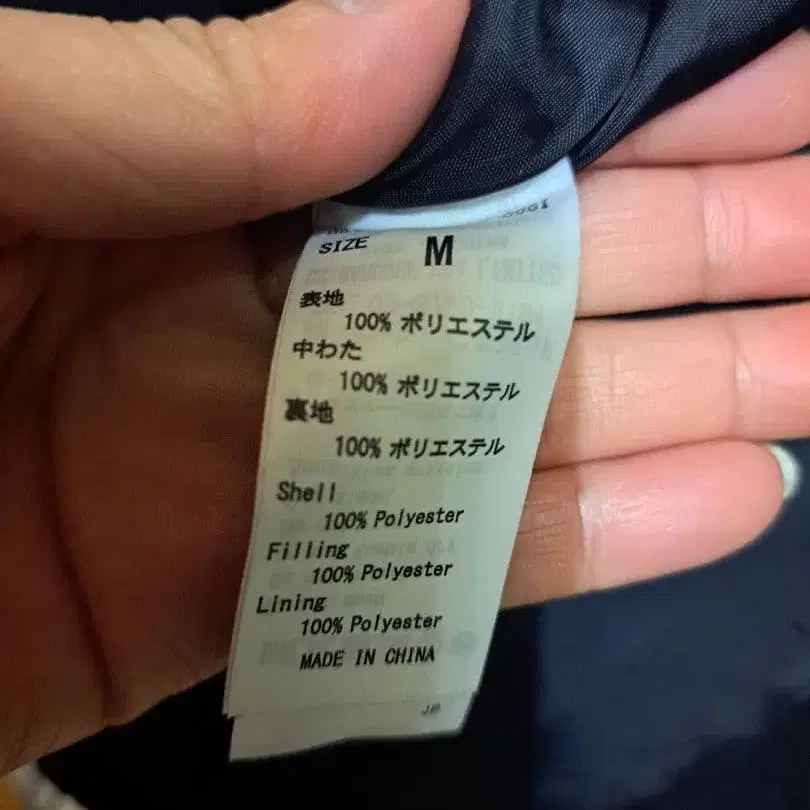 SIZE M
表地
100% ポリエステル
中わた
100% ポリエステル
裏地
100% ポリエステル
Shell
100% Polyester
Filling
100% Polyester
Lining
100% Polyester
MADE IN CHINA